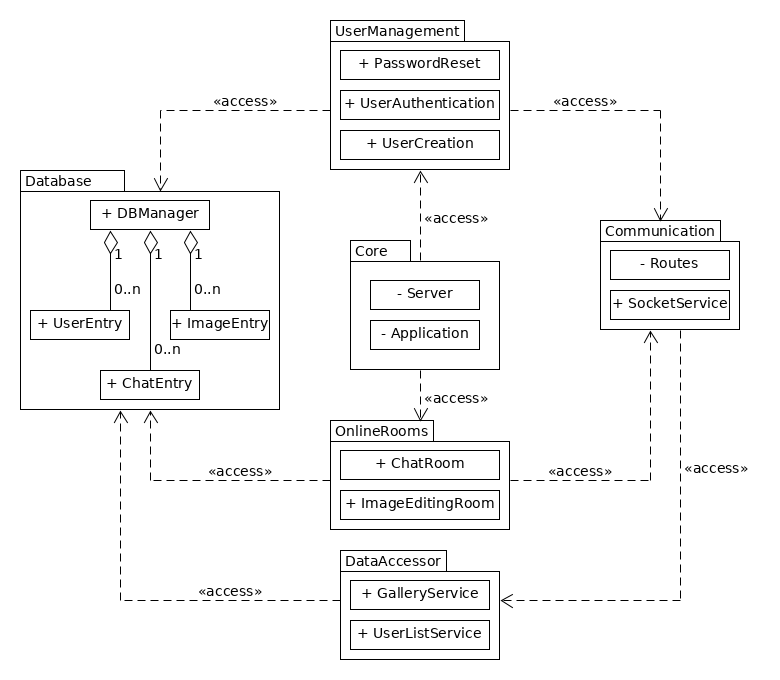 UserManagement
+ PasswordReset
+ UserAuthentication
+ UserCreation
«access»
«access»
Database
+ DBManager
1
1
1
0..n
0..n
+ UserEntry
+ ImageEntry
0..n
+ ChatEntry
«access»
Core
- Server
- Application
«access»
Communication
- Routes
+ SocketService
OnlineRooms
+ ChatRoom
+ ImageEditingRoom
«access»
«access»
«access»
DataAccessor
+ GalleryService
+ UserListService
«access»